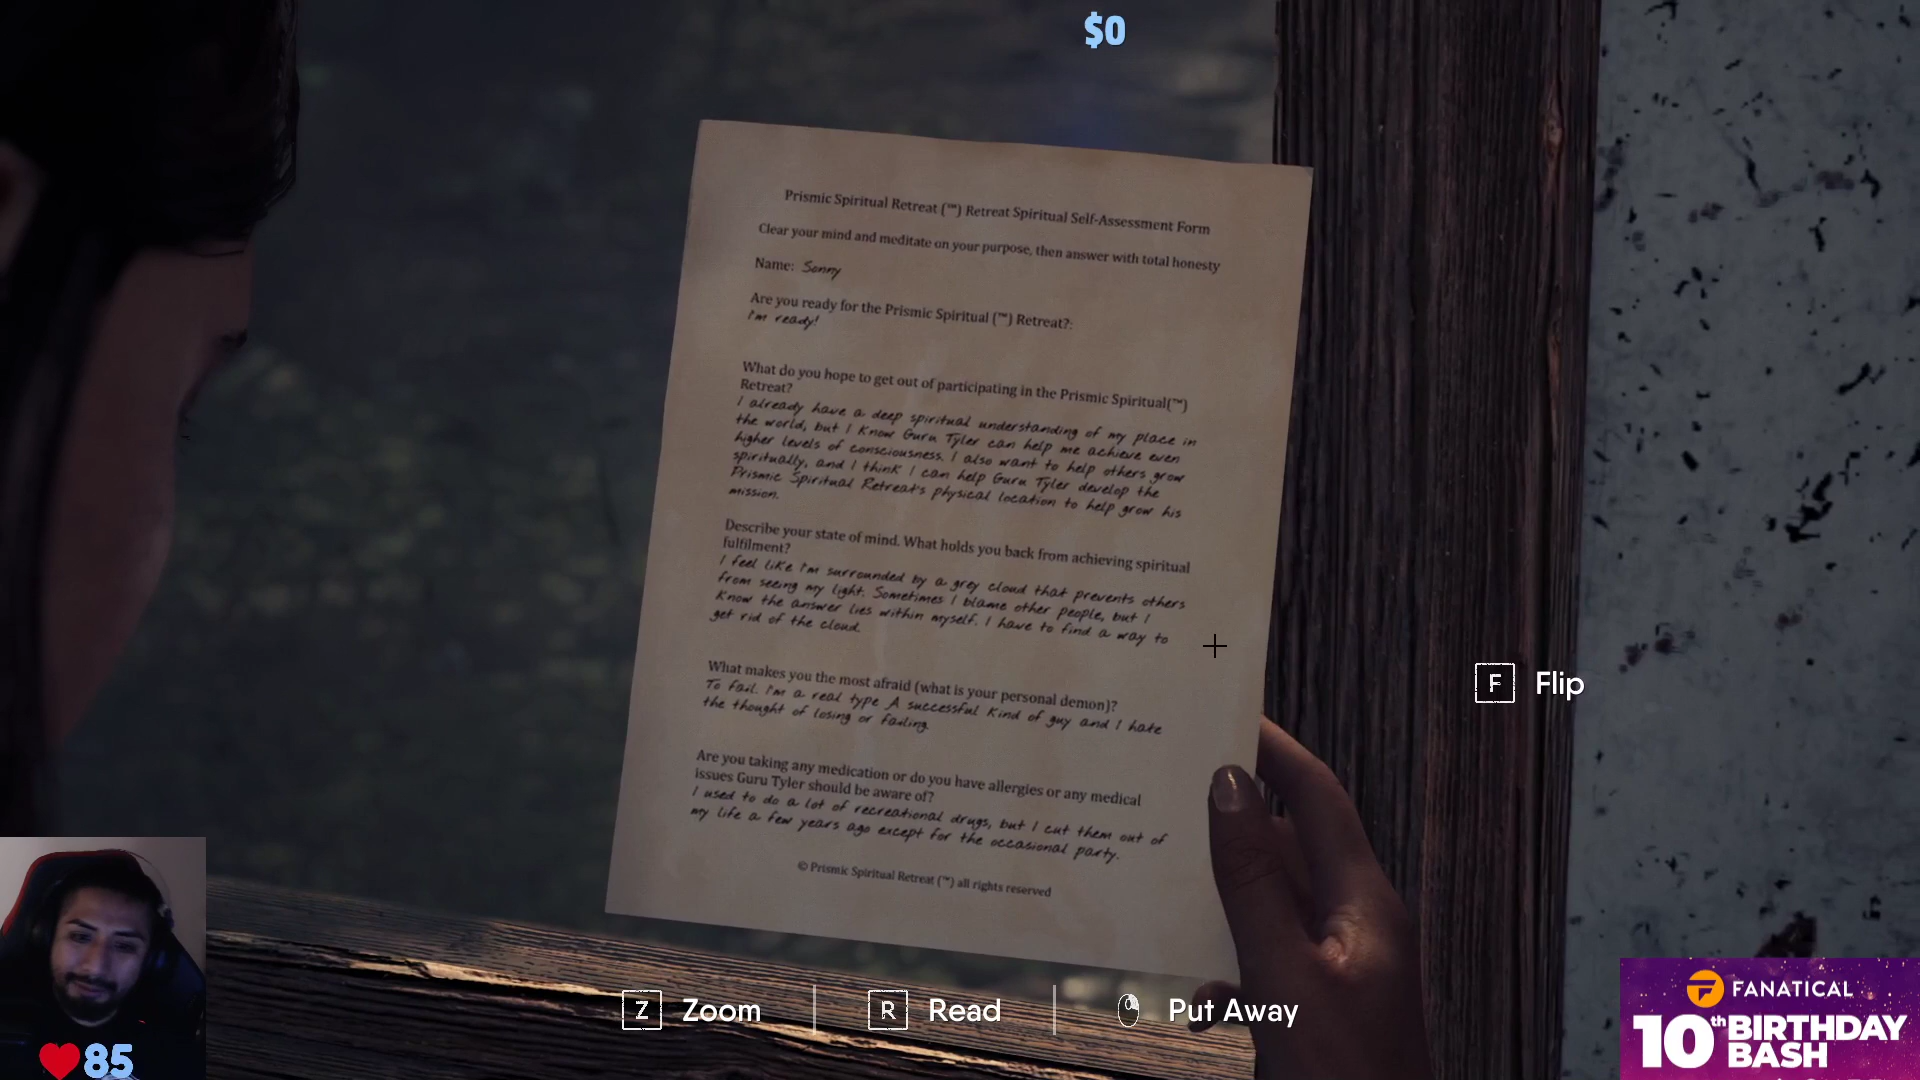 $0
Prismic Spiritual Retreat (™) Retreat Spiritual Self-Assessment Form
Clear your mind and meditate on your purpose, then answer with total honesty
Name: Sonny
Are you ready for the Prismic Spiritual (™) Retreat?:
I'm ready!
What do you hope to get out of participating in the Prismic Spiritual(™)
Retreat?
I already have a deep spiritual understanding of my place in
the world, but I know Guru Tyler can help me achieve even
higher levels of consciousness. I also want to help others grow
spiritually, and I think I can help Guru Tyler develop the
Prismic Spiritual Retreat's physical location to help grow his
mission.
Describe your state of mind. What holds you back from achieving spiritual
fulfilment?
I feel like I'm surrounded by a grey cloud that prevents others
from seeing my light. Sometimes I blame other people, but I
know the answer lies within myself. I have to find a way to
get rid of the cloud.
What makes you the most afraid (what is your personal demon)?
To fail. I'm a real type A successful kind of guy and I hate
the thought of losing or failing.
Are you taking any medication or do you have allergies or any medical
issues Guru Tyler should be aware of?
I used to do a lot of recreational drugs, but I cut them out of
my life a few years ago except for the occasional party.
© Prismic Spiritual Retreat (™) all rights reserved
F Flip
Z Zoom
R Read
Put Away
85
FANATICAL
10th BIRTHDAY
BASH